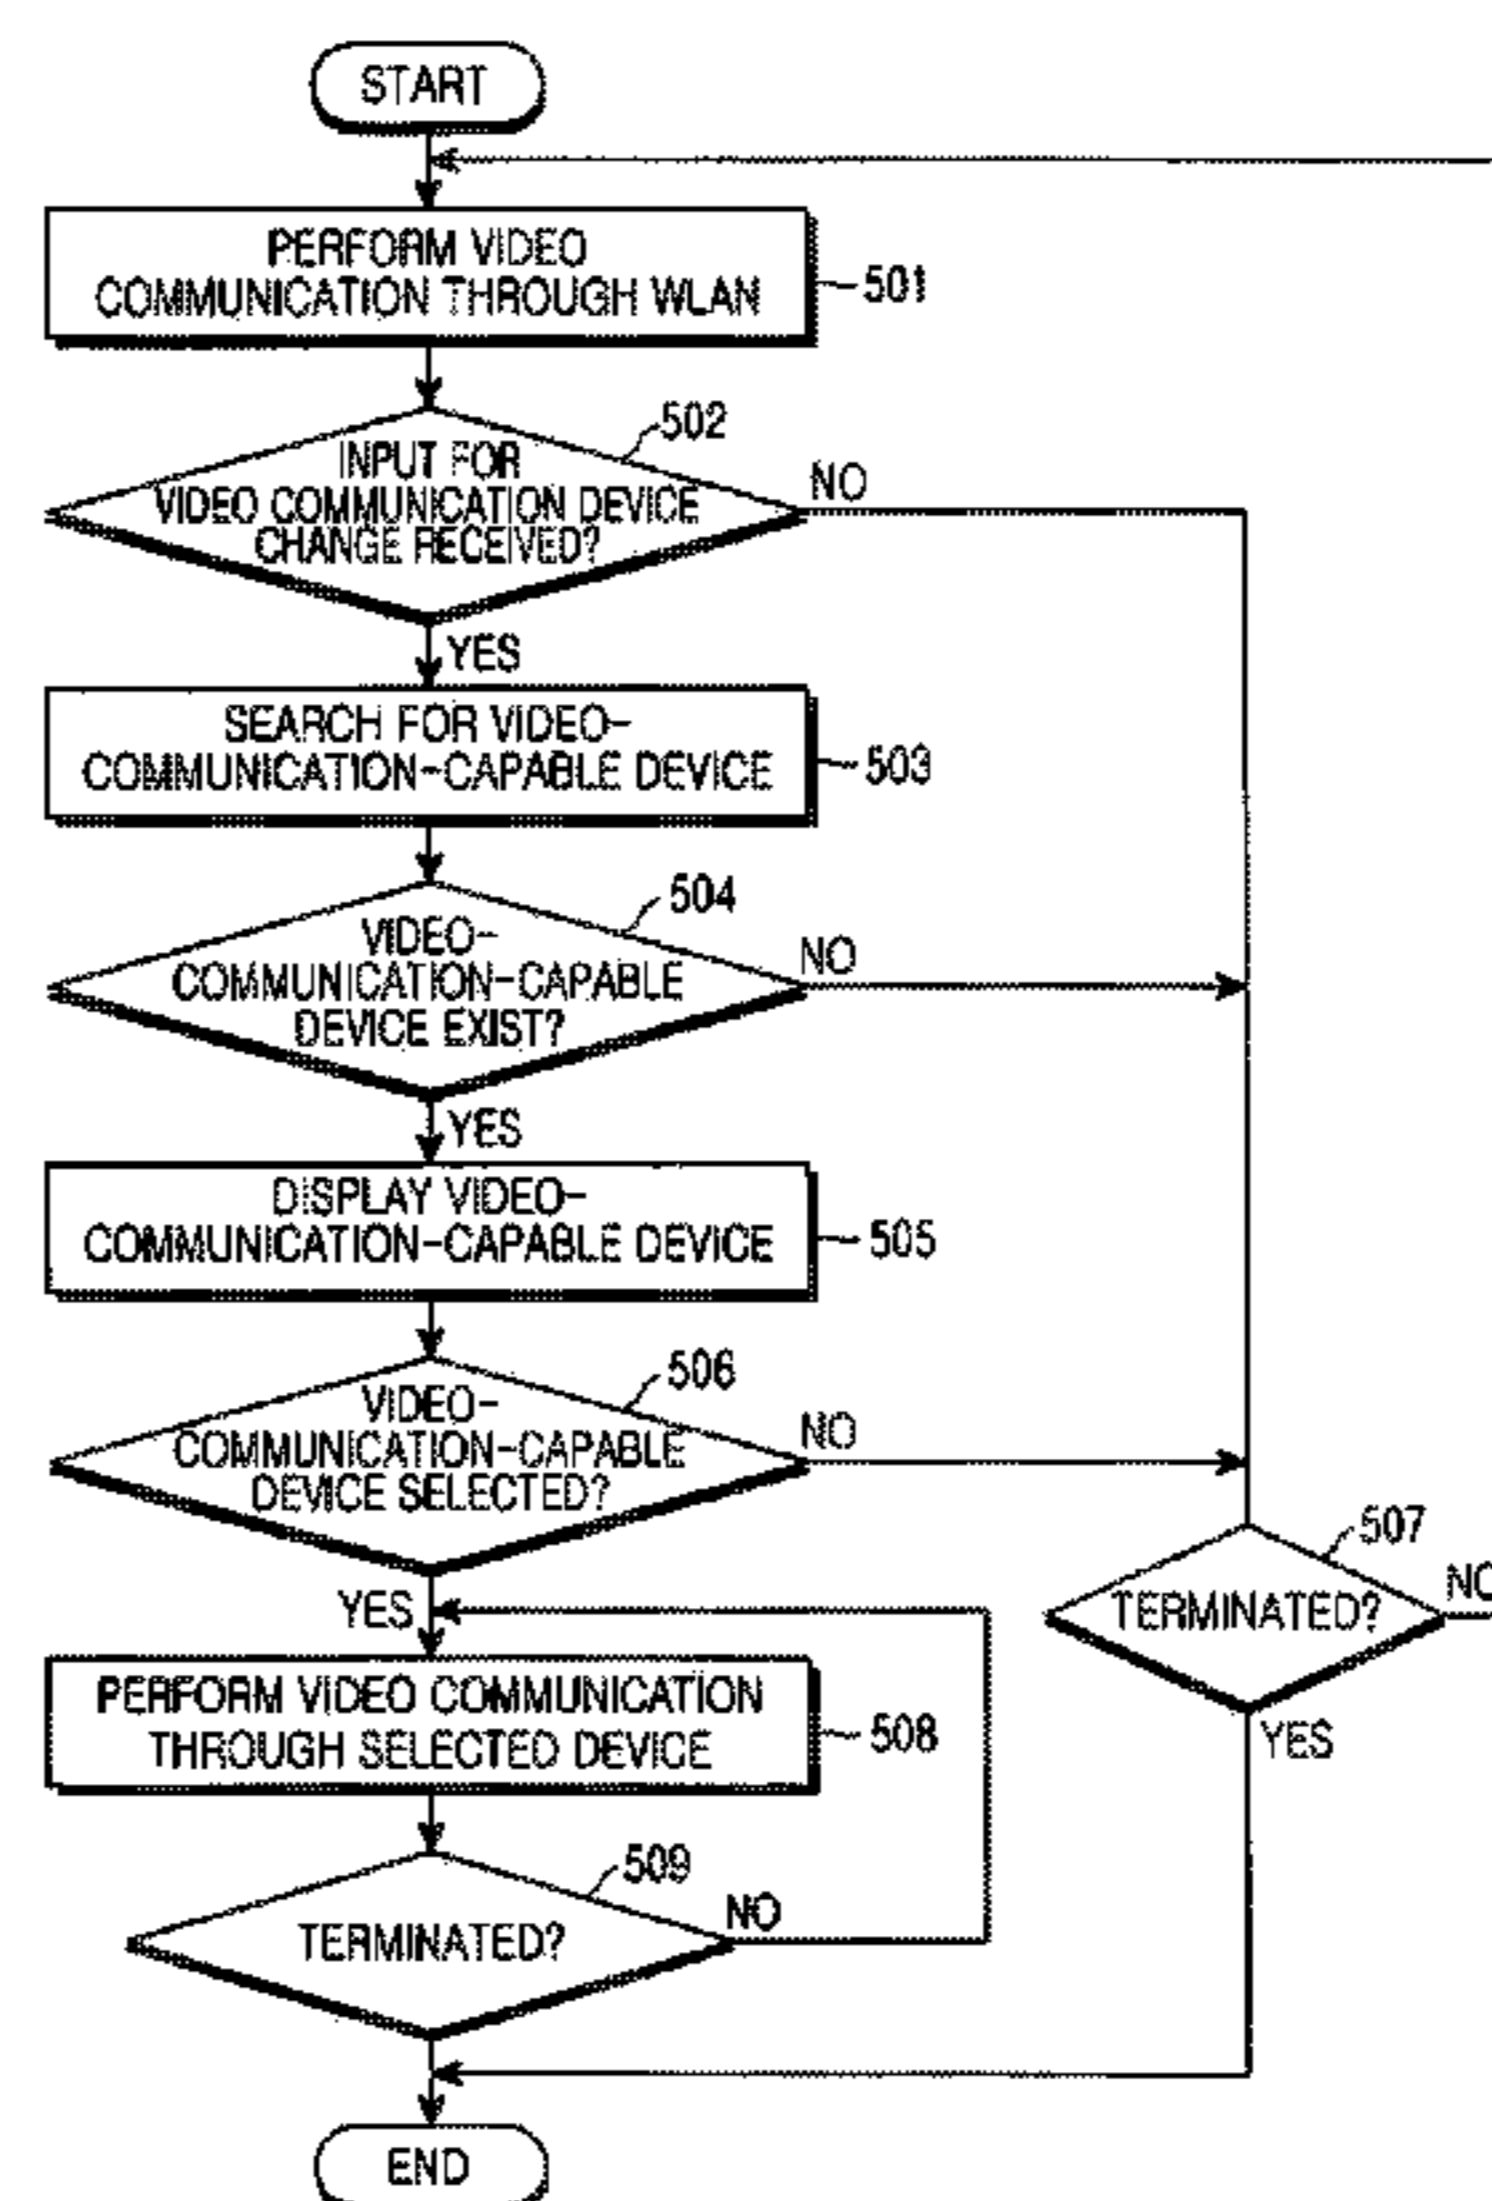 START
PERFORM VIDEO
COMMUNICATION THROUGH WLAN
501
502
INPUT FOR
VIDEO COMMUNICATION DEVICE
CHANGE RECEIVED?
NO
YES
SEARCH FOR VIDEO-
COMMUNICATION-CAPABLE DEVICE
503
504
VIDEO-
COMMUNICATION-CAPABLE
DEVICE EXIST?
NO
YES
DISPLAY VIDEO-
COMMUNICATION-CAPABLE DEVICE
505
506
VIDEO-
COMMUNICATION-CAPABLE
DEVICE SELECTED?
NO
YES
507
TERMINATED?
NO
YES
PERFORM VIDEO COMMUNICATION
THROUGH SELECTED DEVICE
508
509
TERMINATED?
NO
END